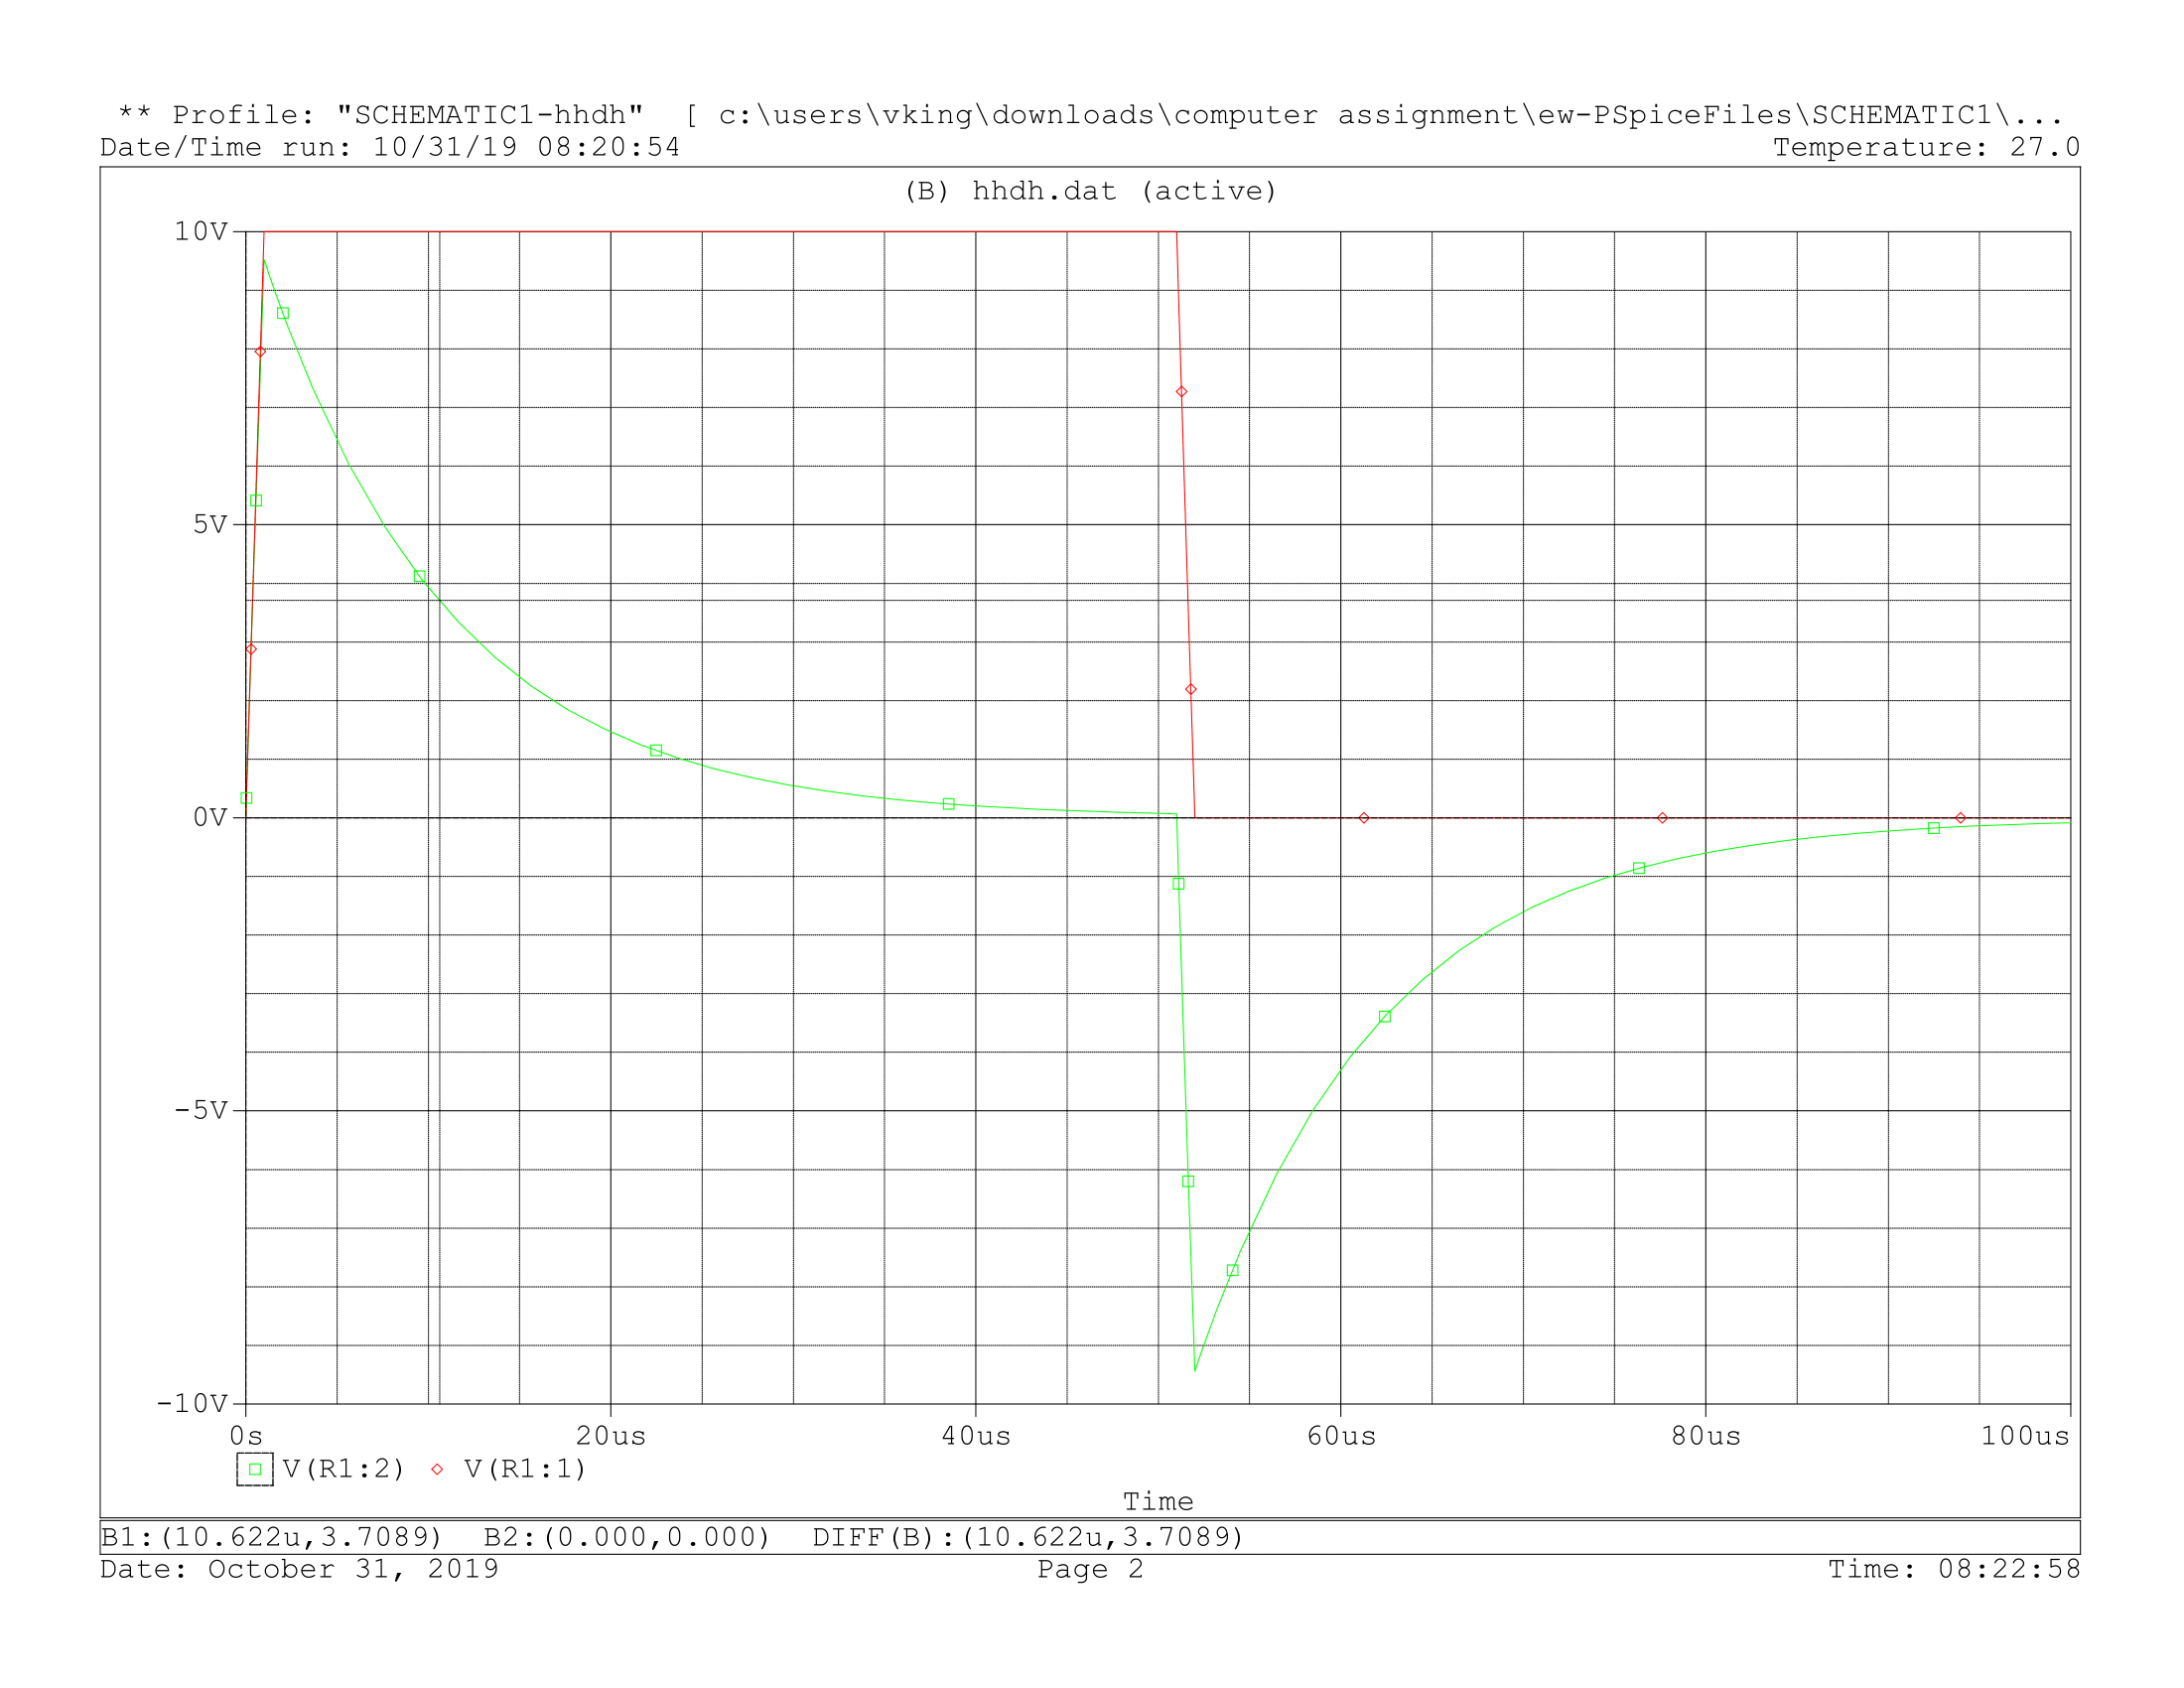 ** Profile: "SCHEMATIC1-hhdh"  [ c:\users\vking\downloads\computer assignment\ew-PSpiceFiles\SCHEMATIC1\...
Date/Time run: 10/31/19 08:20:54 Temperature: 27.0
(B) hhdh.dat (active)
10V
5V
0V
-5V
-10V
0s 20us 40us 60us 80us 100us
V(R1:2) V(R1:1)
Time
B1:(10.622u,3.7089)  B2:(0.000,0.000)  DIFF(B):(10.622u,3.7089)
Date: October 31, 2019 Page 2 Time: 08:22:58